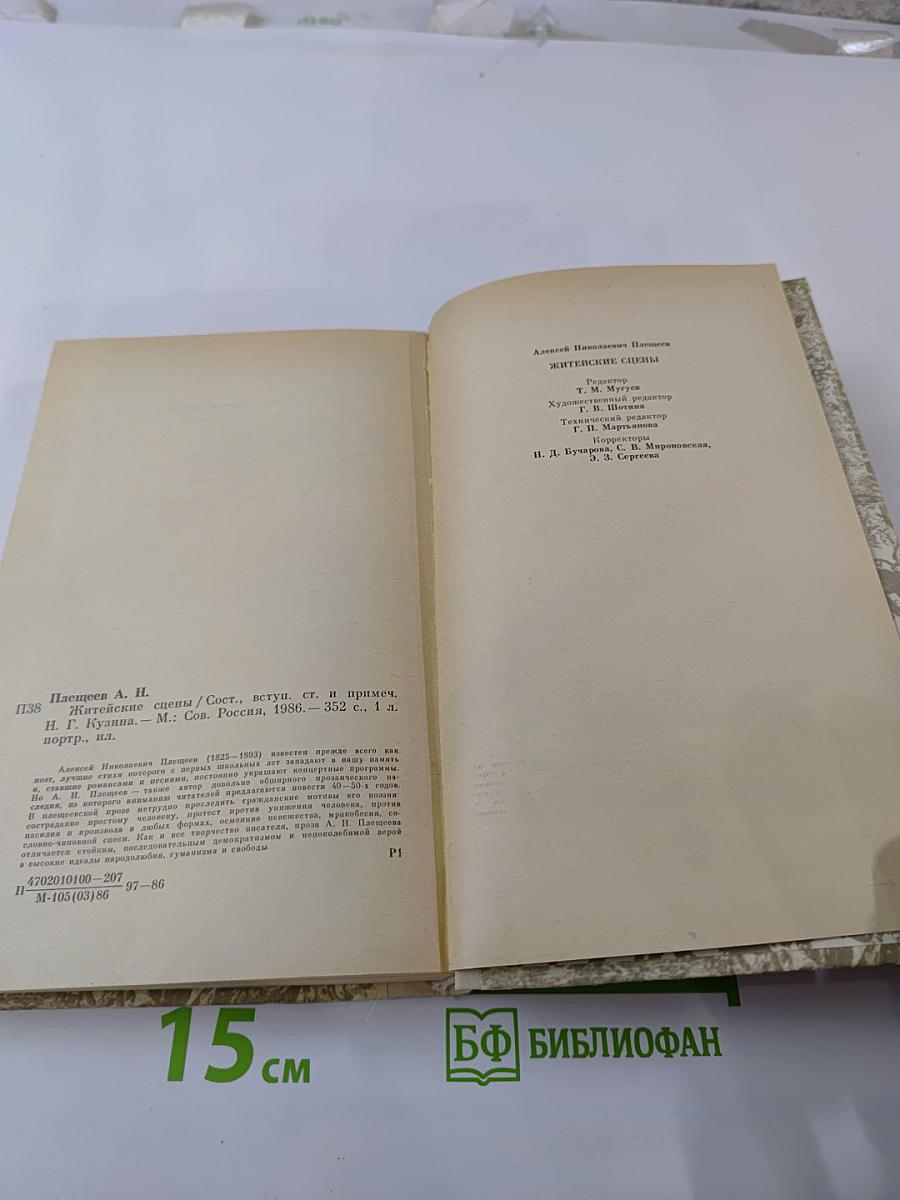 Плещеев А. Н.
П38 Житейские сцены / Сост., вступ. ст. и примеч.
Н. Г. Кузина. — М.: Сов. Россия, 1986. — 352 с., 1 л.
портр., ил.
Алексей Николаевич Плещеев (1825—1893) известен прежде всего как
поэт, лучшие стихи которого с первых школьных лет западают в нашу память
и, ставшие романсами и песнями, постоянно украшают концертные программы.
Но А. Н. Плещеев — также автор довольно обширного прозаического на-
следия, из которого вниманию читателей предлагаются повести 40—50-х годов.
В плещеевской прозе нетрудно проследить гражданские мотивы его поэзии:
сострадание простому человеку, протест против унижения человека, против
насилия и произвола в любых формах, осмеяние невежества, мракобесия, со-
словно-чиновной спеси. Как и все творчество писателя, проза А. Н. Плещеева
отличается стойким, последовательным демократизмом и непоколебимой верой
в высокие идеалы народолюбия, гуманизма и свободы.
Р1
П 4702010100—207
М-105(03)86 97—86
Алексей Николаевич Плещеев
ЖИТЕЙСКИЕ СЦЕНЫ
Редактор
Т. М. Мугуев
Художественный редактор
Г. В. Шотина
Технический редактор
Г. П. Мартьянова
Корректоры
Н. Д. Бучарова, С. В. Мироновская,
Э. З. Сергеева
15 см
БФ БИБЛИОФАН